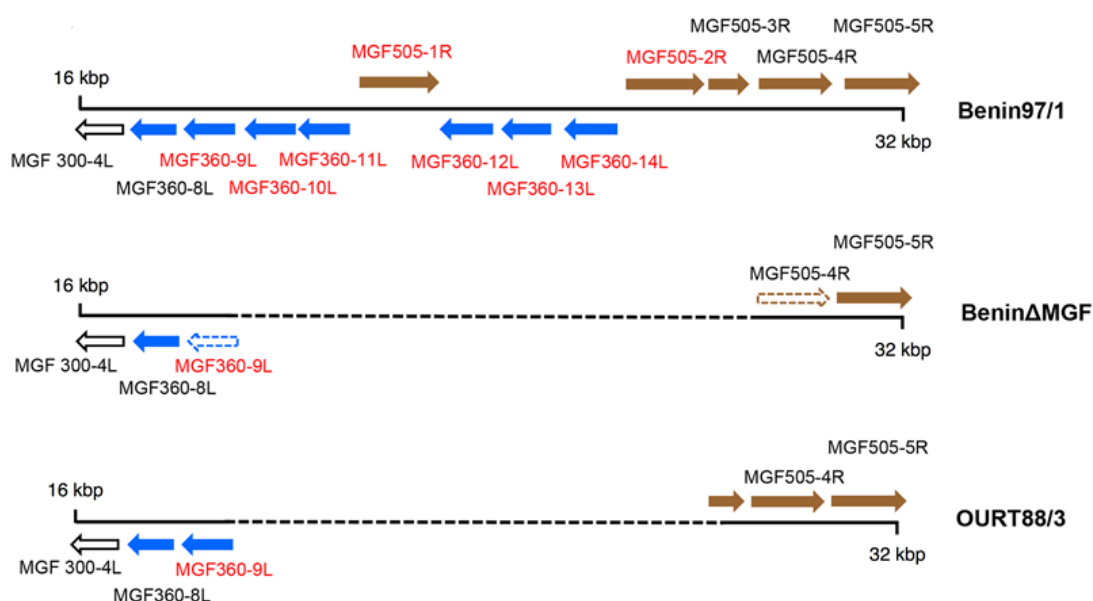 MGF505-3R MGF505-5R
MGF505-1R MGF505-2R MGF505-4R
16 kbp
Benin97/1
32 kbp
MGF 300-4L MGF360-9L MGF360-11L MGF360-12L MGF360-14L
MGF360-8L MGF360-10L MGF360-13L
MGF505-5R
MGF505-4R
16 kbp
BeninΔMGF
32 kbp
MGF 300-4L MGF360-9L
MGF360-8L
MGF505-5R
MGF505-4R
16 kbp
OURT88/3
32 kbp
MGF 300-4L MGF360-9L
MGF360-8L